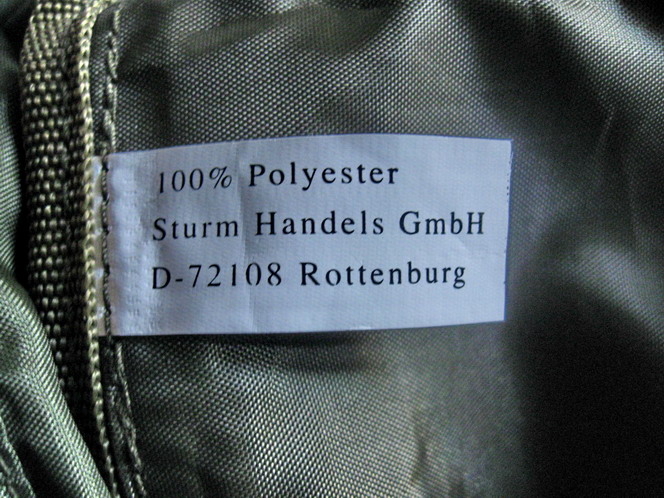 100% Polyester
Sturm Handels GmbH
D-72108 Rottenburg